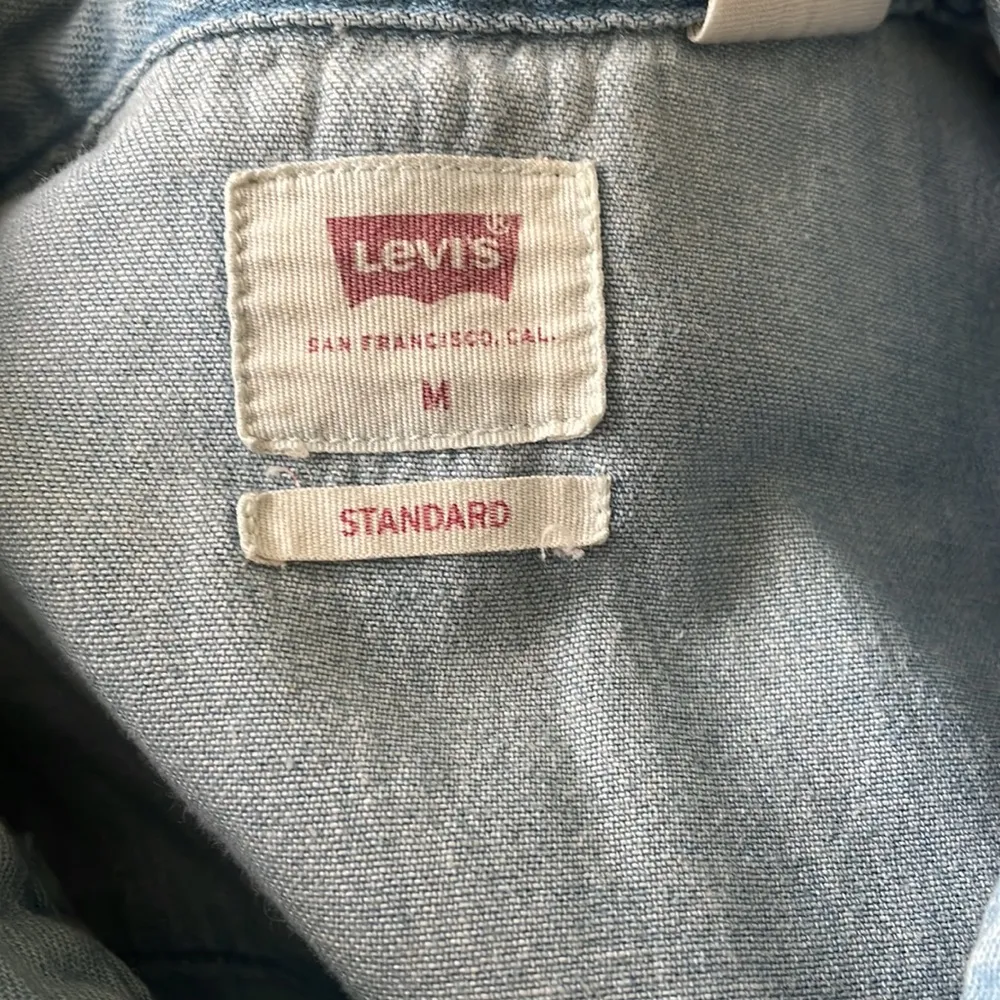 Levi's®
SAN FRANCISCO, CAL.
M
STANDARD